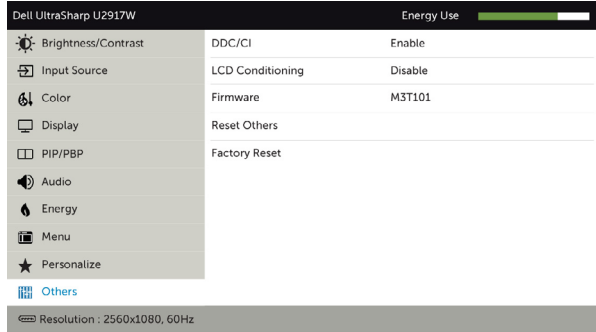 Dell UltraSharp U2917W Energy Use
Brightness/Contrast DDC/CI Enable
Input Source LCD Conditioning Disable
Color Firmware M3T101
Display Reset Others
PIP/PBP Factory Reset
Audio
Energy
Menu
Personalize
Others
Resolution : 2560x1080, 60Hz